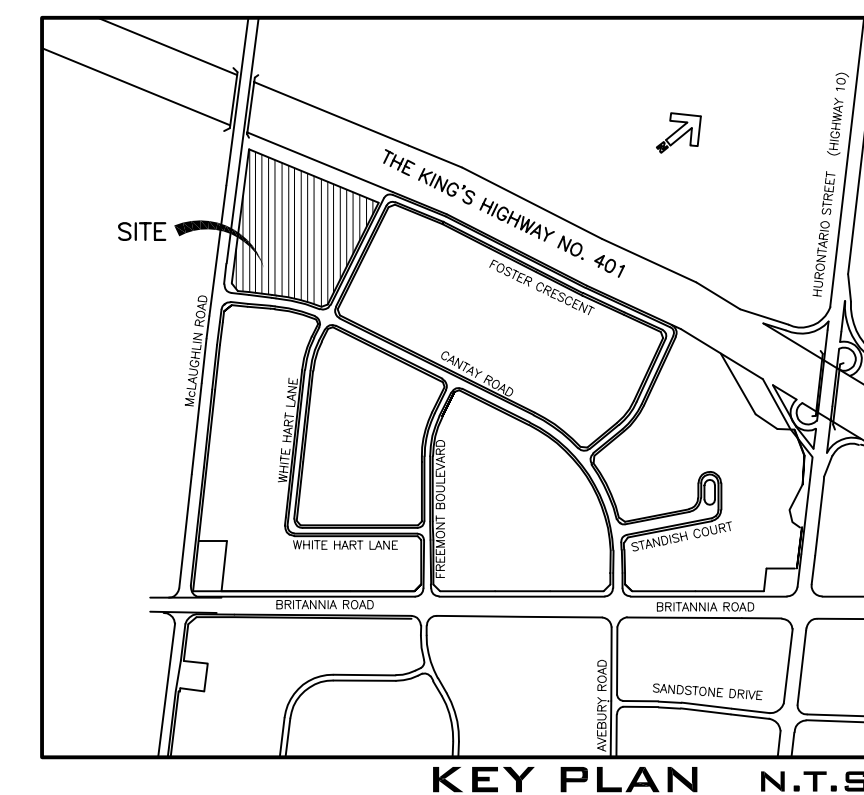 THE KING'S HIGHWAY NO. 401
HURONTARIO STREET (HIGHWAY 10)
SITE
FOSTER CRESCENT
McLAUGHLIN ROAD
CANTAY ROAD
WHITE HART LANE
FREEMONT BOULEVARD
WHITE HART LANE
STANDISH COURT
BRITANNIA ROAD
BRITANNIA ROAD
AVEBURY ROAD
SANDSTONE DRIVE
KEY PLAN N.T.S